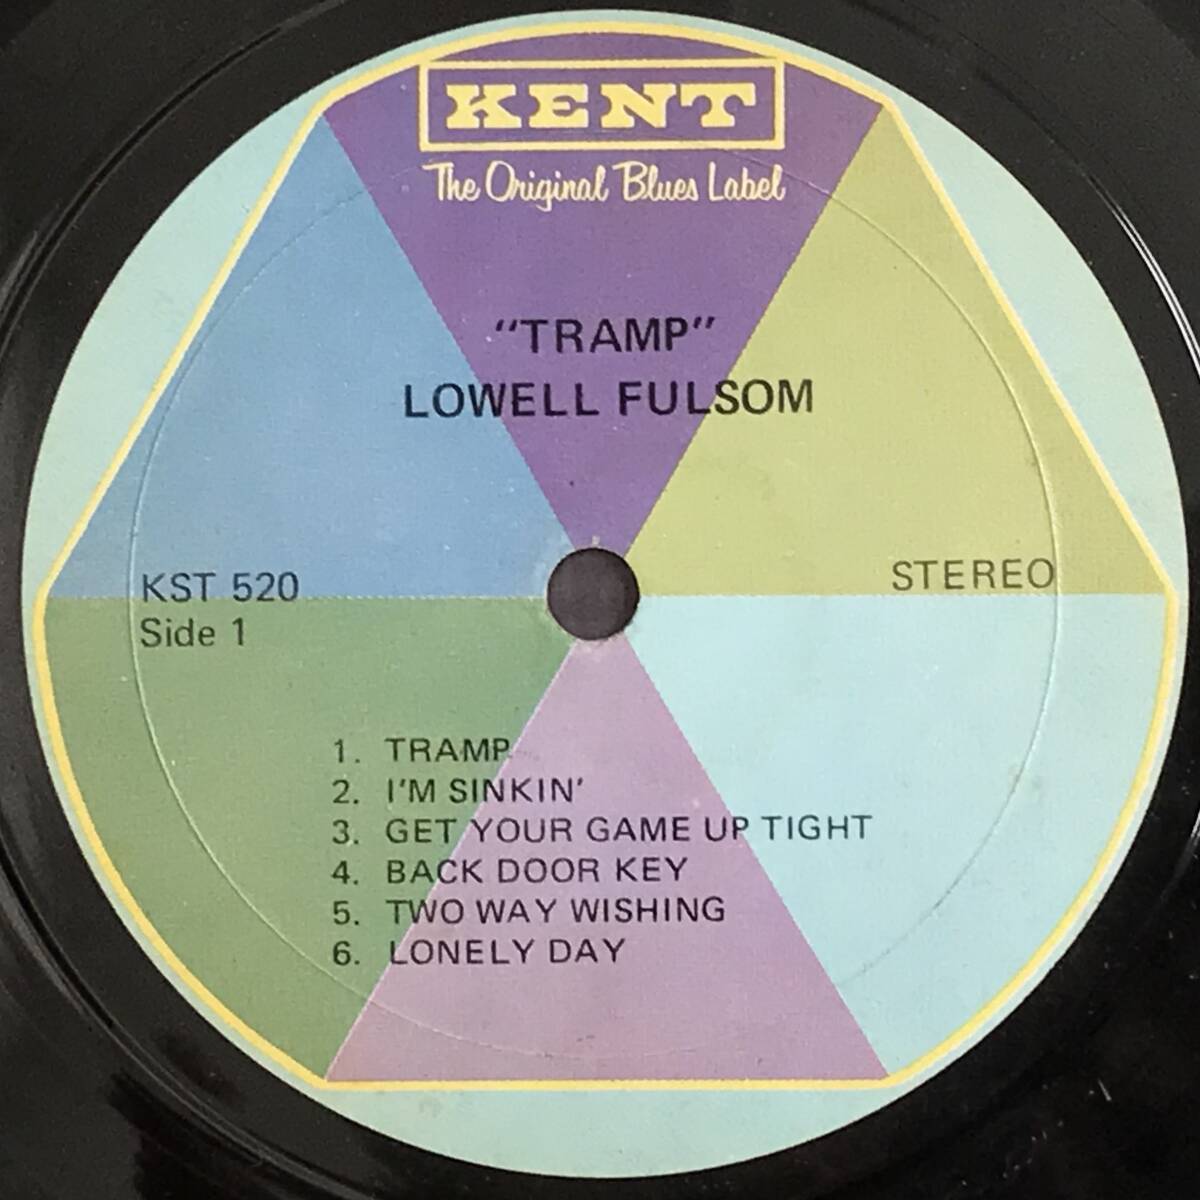 KENT
The Original Blues Label
"TRAMP"
LOWELL FULSOM
KST 520
Side 1
STEREO
1. TRAMP
2. I'M SINKIN'
3. GET YOUR GAME UP TIGHT
4. BACK DOOR KEY
5. TWO WAY WISHING
6. LONELY DAY